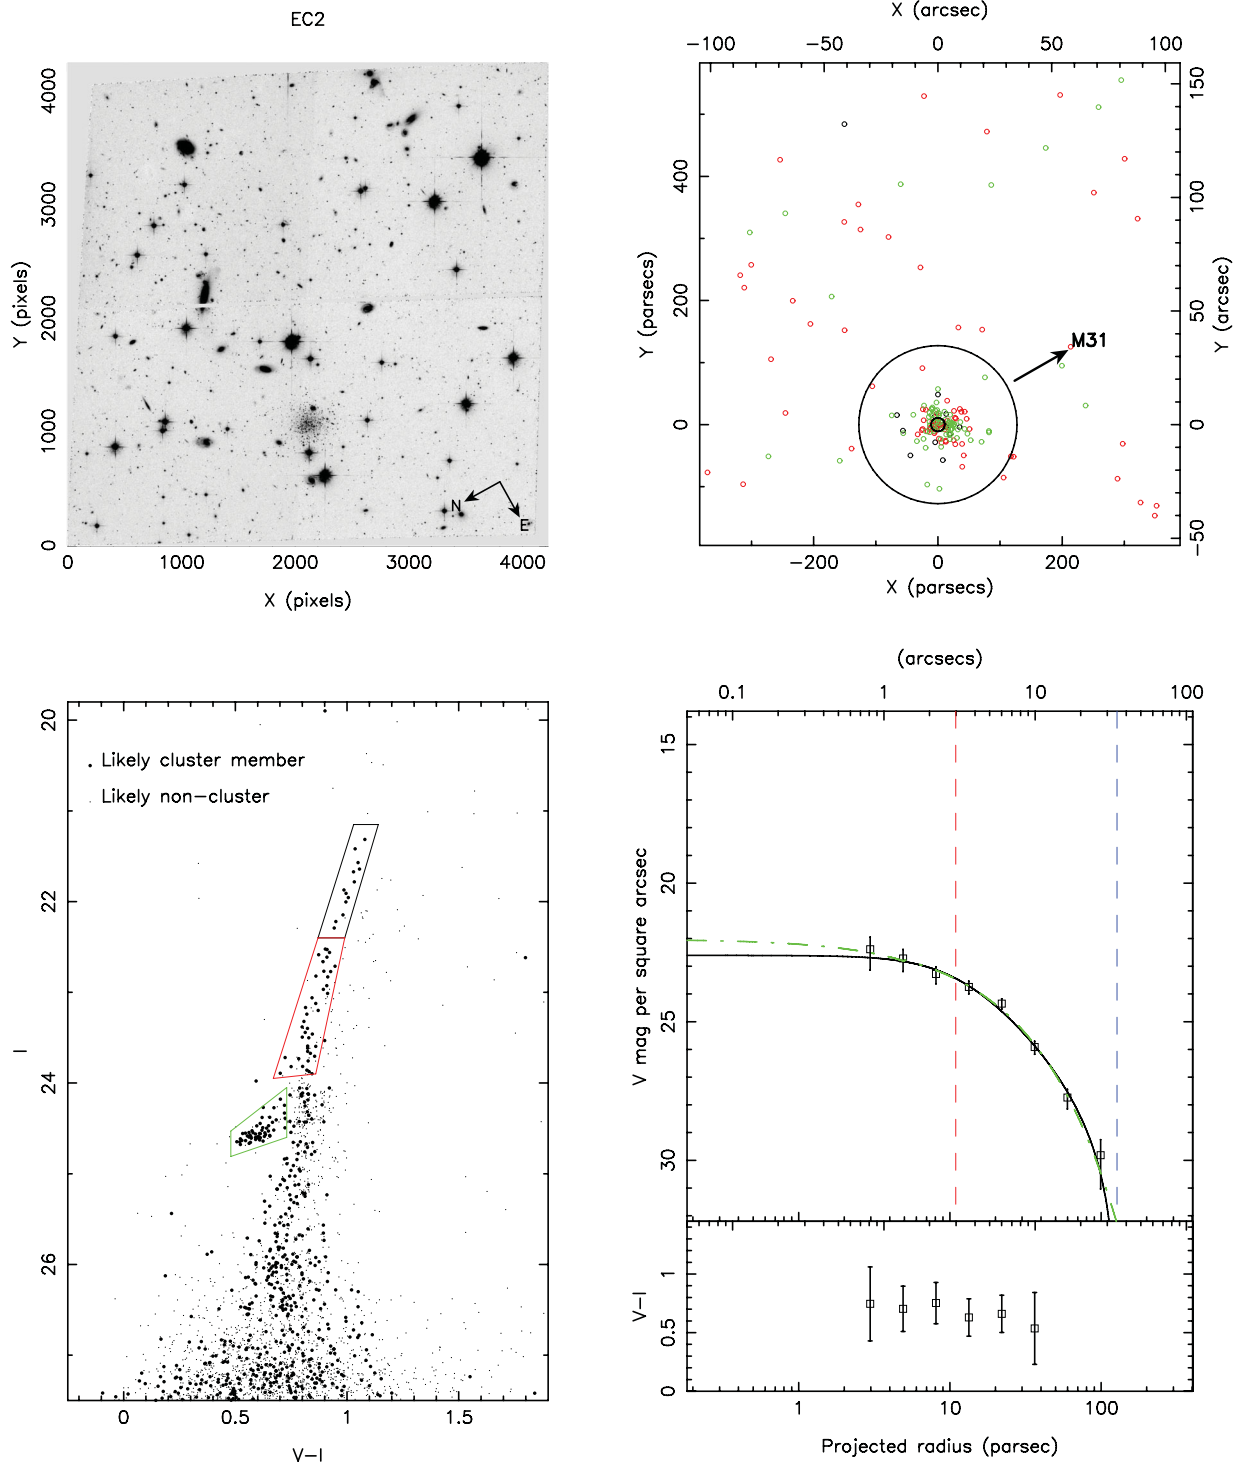 EC2
4000
3000
2000
1000
0
Y (pixels)
N
E
0 1000 2000 3000 4000
X (pixels)
X (arcsec)
−100 −50 0 50 100
400
200
0
Y (parsecs)
150
100
50
0
−50
Y (arcsec)
M31
−200 0 200
X (parsecs)
20
22
24
26
I
Likely cluster member
Likely non−cluster
0 0.5 1 1.5
V−I
(arcsecs)
0.1 1 10 100
15
20
25
30
V mag per square arcsec
1
0.5
0
V−I
1 10 100
Projected radius (parsec)